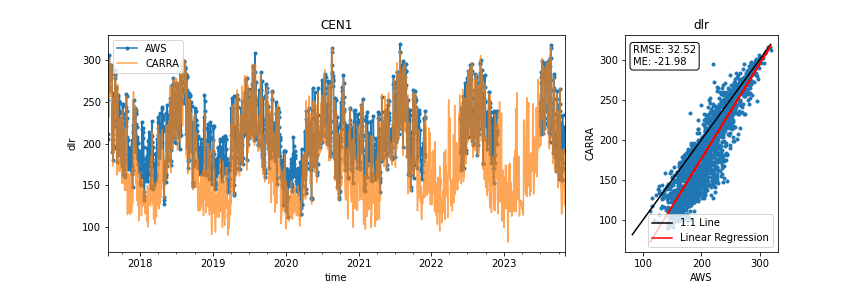 CEN1
AWS
CARRA
300
250
200
150
100
dlr
2018 2019 2020 2021 2022 2023
time
dlr
RMSE: 32.52
ME: -21.98
300
250
200
150
100
CARRA
1:1 Line
Linear Regression
100 200 300
AWS